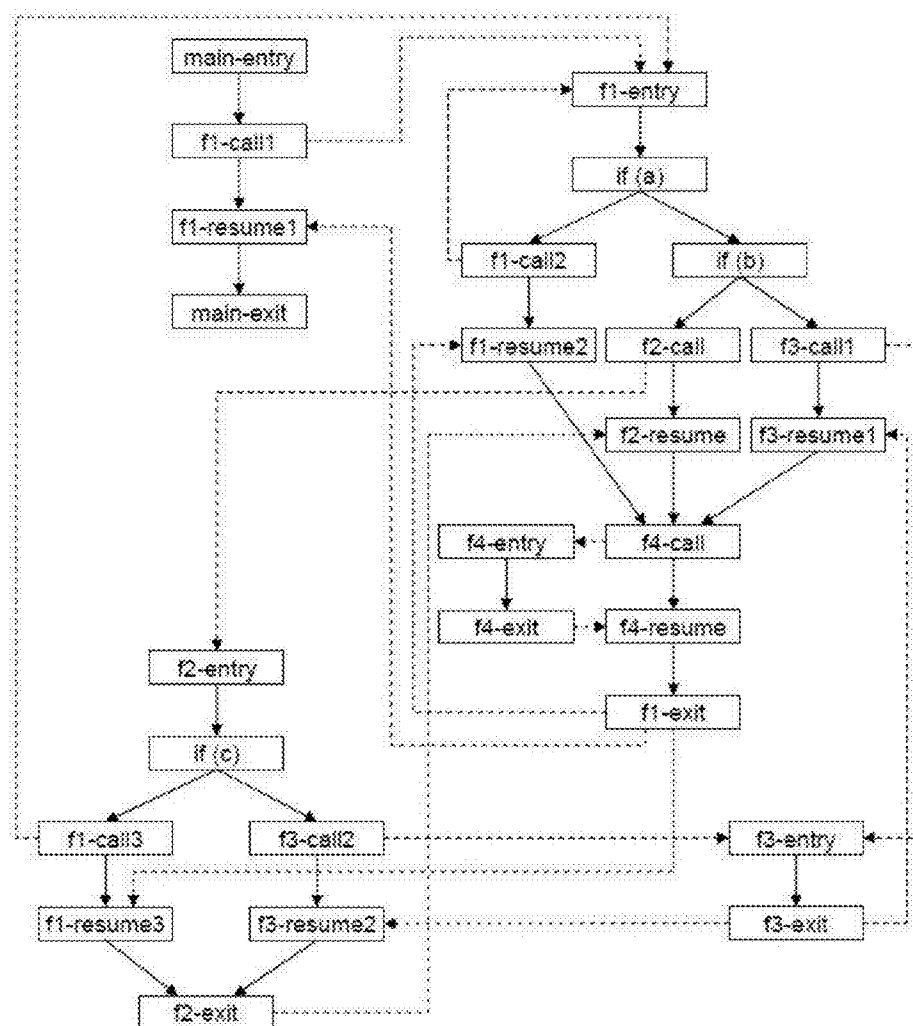 main-entry
f1-entry
f1-call1
if (a)
f1-resume1
f1-call2
if (b)
main-exit
f1-resume2
f2-call
f3-call1
f2-resume
f3-resume1
f4-entry
f4-call
f4-exit
f4-resume
f2-entry
f1-exit
if (c)
f1-call3
f3-call2
f3-entry
f1-resume3
f3-resume2
f3-exit
f2-exit